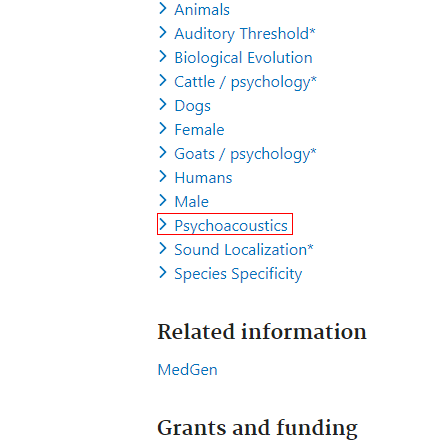 Animals
Auditory Threshold*
Biological Evolution
Cattle / psychology*
Dogs
Female
Goats / psychology*
Humans
Male
Psychoacoustics
Sound Localization*
Species Specificity
Related information
MedGen
Grants and funding